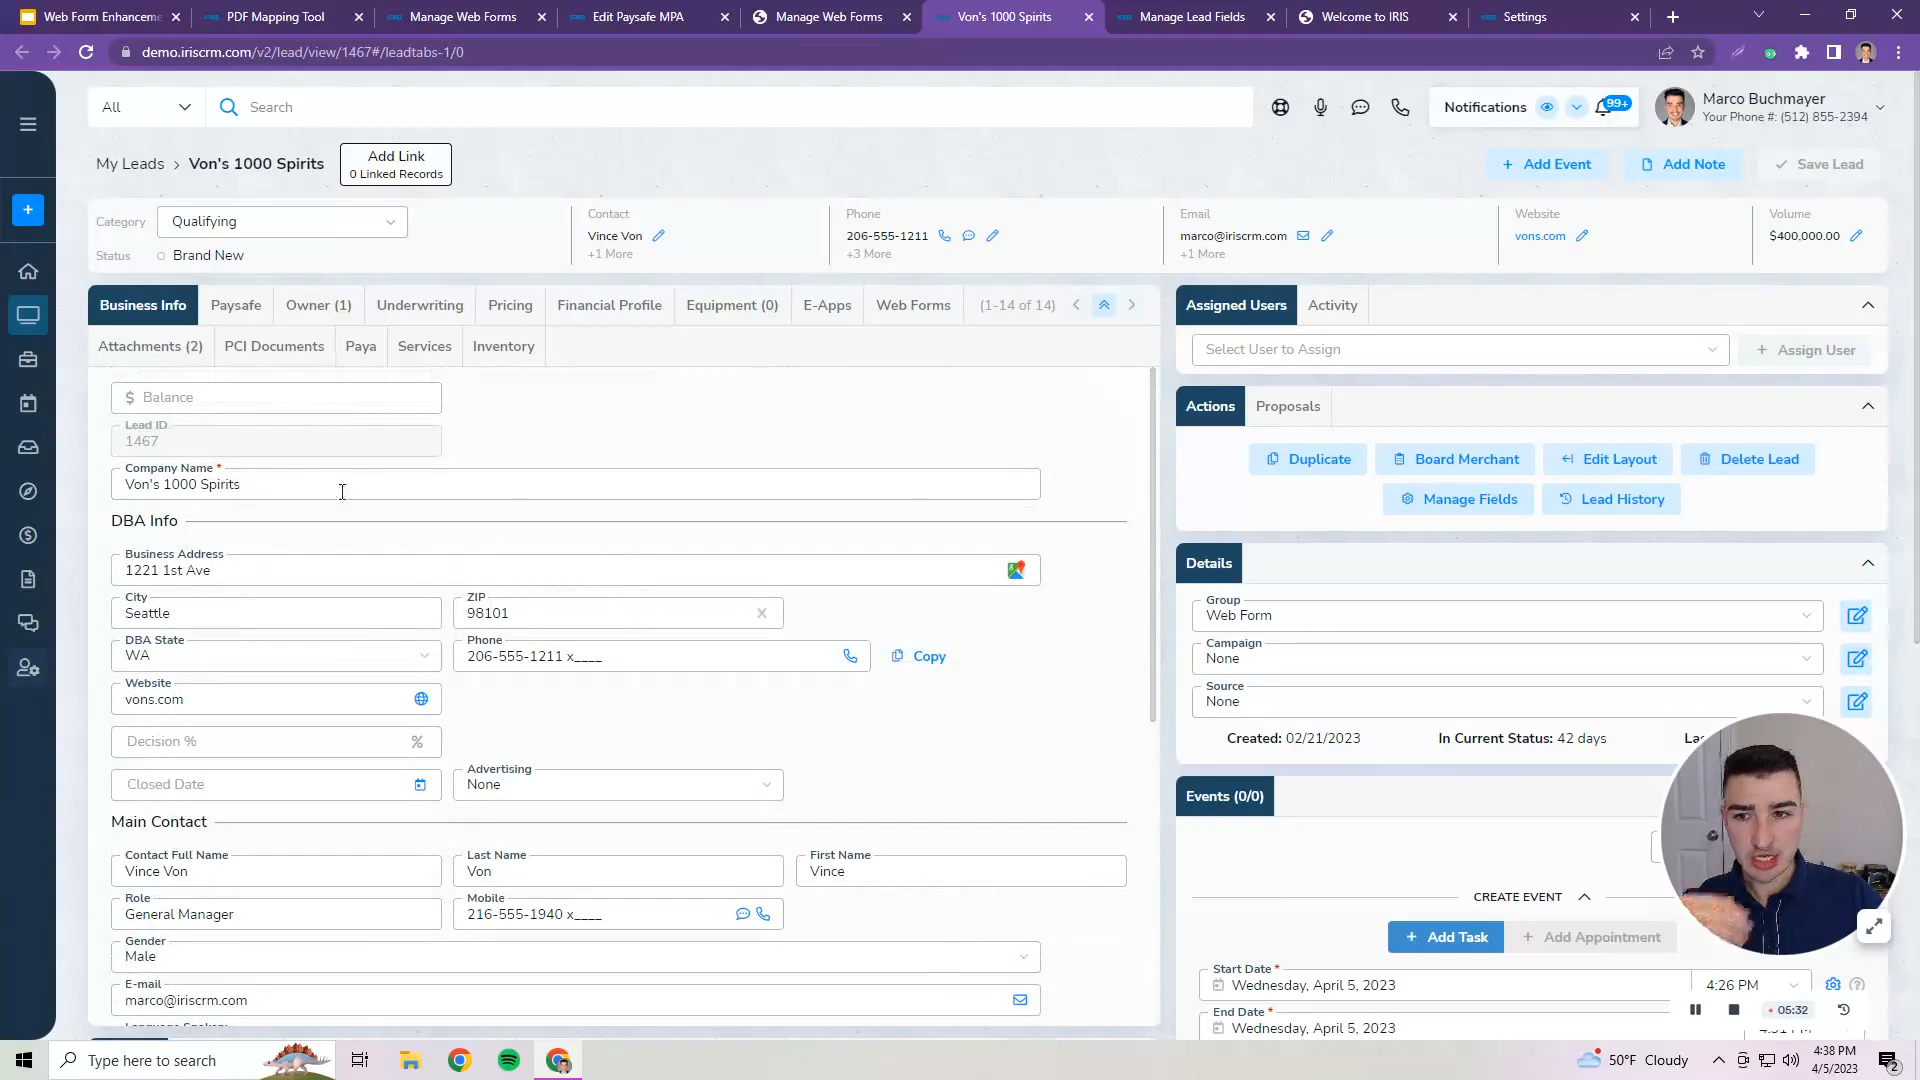 Web Form Enhancem
PDF Mapping Tool
Manage Web Forms
Edit Paysafe MPA
Manage Web Forms
Von's 1000 Spirits
Manage Lead Fields
Welcome to IRIS
Settings
demo.iriscrm.com/v2/lead/view/1467#/leadtabs-1/0
All
Search
Notifications
99+
Marco Buchmayer
Your Phone #: (512) 855-2394
My Leads > Von's 1000 Spirits
Add Link
0 Linked Records
+ Add Event
Add Note
Save Lead
Category
Qualifying
Status
Brand New
Contact
Vince Von
+1 More
Phone
206-555-1211
+3 More
Email
marco@iriscrm.com
+1 More
Website
vons.com
Volume
$400,000.00
Business Info
Paysafe
Owner (1)
Underwriting
Pricing
Financial Profile
Equipment (0)
E-Apps
Web Forms
(1-14 of 14)
Attachments (2)
PCI Documents
Paya
Services
Inventory
$ Balance
Lead ID
1467
Company Name *
Von's 1000 Spirits
DBA Info
Business Address
1221 1st Ave
City
Seattle
ZIP
98101
DBA State
WA
Phone
206-555-1211 x____
Copy
Website
vons.com
Decision %
%
Closed Date
Advertising
None
Main Contact
Contact Full Name
Vince Von
Last Name
Von
First Name
Vince
Role
General Manager
Mobile
216-555-1940 x____
Gender
Male
E-mail
marco@iriscrm.com
Assigned Users
Activity
Select User to Assign
+ Assign User
Actions
Proposals
Duplicate
Board Merchant
Edit Layout
Delete Lead
Manage Fields
Lead History
Details
Group
Web Form
Campaign
None
Source
None
Created: 02/21/2023
In Current Status: 42 days
Events (0/0)
CREATE EVENT
+ Add Task
+ Add Appointment
Start Date *
Wednesday, April 5, 2023
4:26 PM
End Date *
Wednesday, April 5, 2023
05:32
Type here to search
50°F Cloudy
4:38 PM
4/5/2023
2